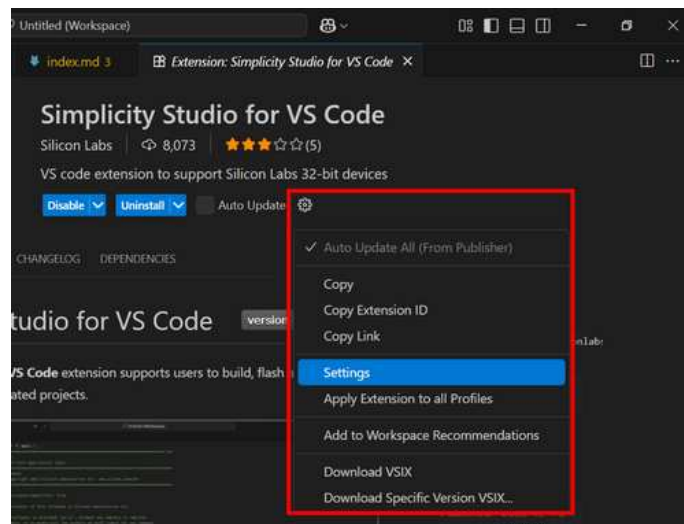 Untitled (Workspace)
index.md 3
Extension: Simplicity Studio for VS Code
Simplicity Studio for VS Code
Silicon Labs 8,073 (5)
VS code extension to support Silicon Labs 32-bit devices
Disable Uninstall Auto Update
Auto Update All (From Publisher)
CHANGELOG DEPENDENCIES
Copy
Copy Extension ID
Copy Link
tudio for VS Code version
VS Code extension supports users to build, flash
ated projects.
Settings
Apply Extension to all Profiles
Add to Workspace Recommendations
Download VSIX
Download Specific Version VSIX...